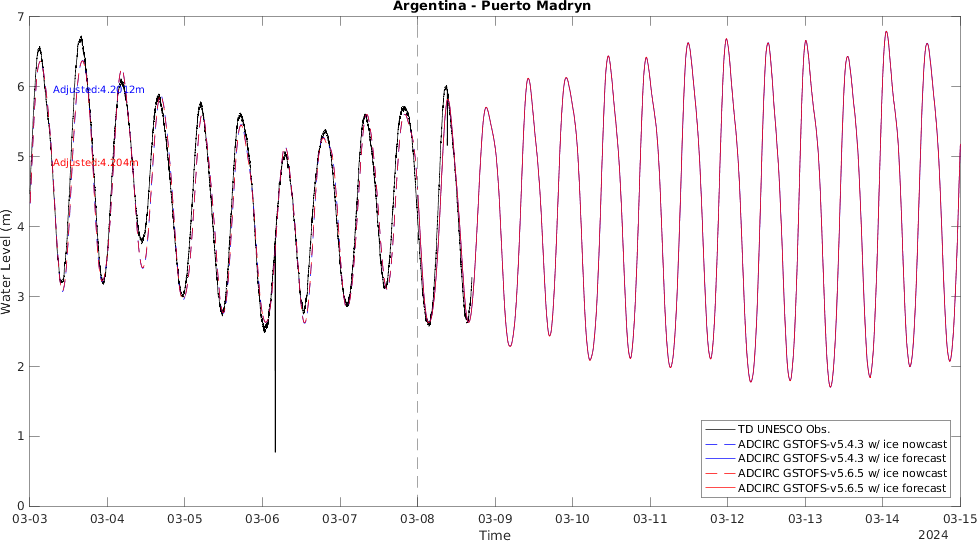 Argentina - Puerto Madryn
7
6
5
4
3
2
1
0
Water Level (m)
Adjusted:4.2012m
Adjusted:4.204m
TD UNESCO Obs.
ADCIRC GSTOFS-v5.4.3 w/ ice nowcast
ADCIRC GSTOFS-v5.4.3 w/ ice forecast
ADCIRC GSTOFS-v5.6.5 w/ ice nowcast
ADCIRC GSTOFS-v5.6.5 w/ ice forecast
03-03 03-04 03-05 03-06 03-07 03-08 03-09 03-10 03-11 03-12 03-13 03-14 03-15
Time
2024